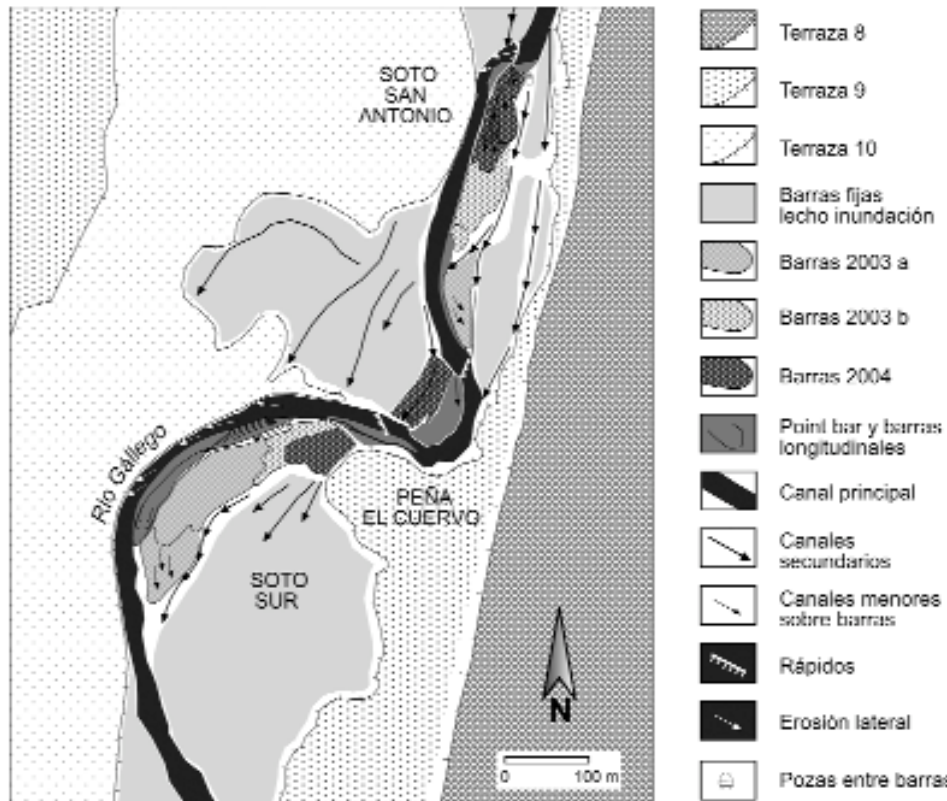 SOTO
SAN
ANTONIO
Río Gállego
PEÑA
EL CUERVO
SOTO
SUR
N
0 100 m
Terraza 8
Terraza 9
Terraza 10
Barras fijas
lecho inundación
Barras 2003 a
Barras 2003 b
Barras 2004
Point bar y barras
longitudinales
Canal principal
Canales
secundarios
Canales menores
sobre barras
Rápidos
Erosión lateral
Pozas entre barras